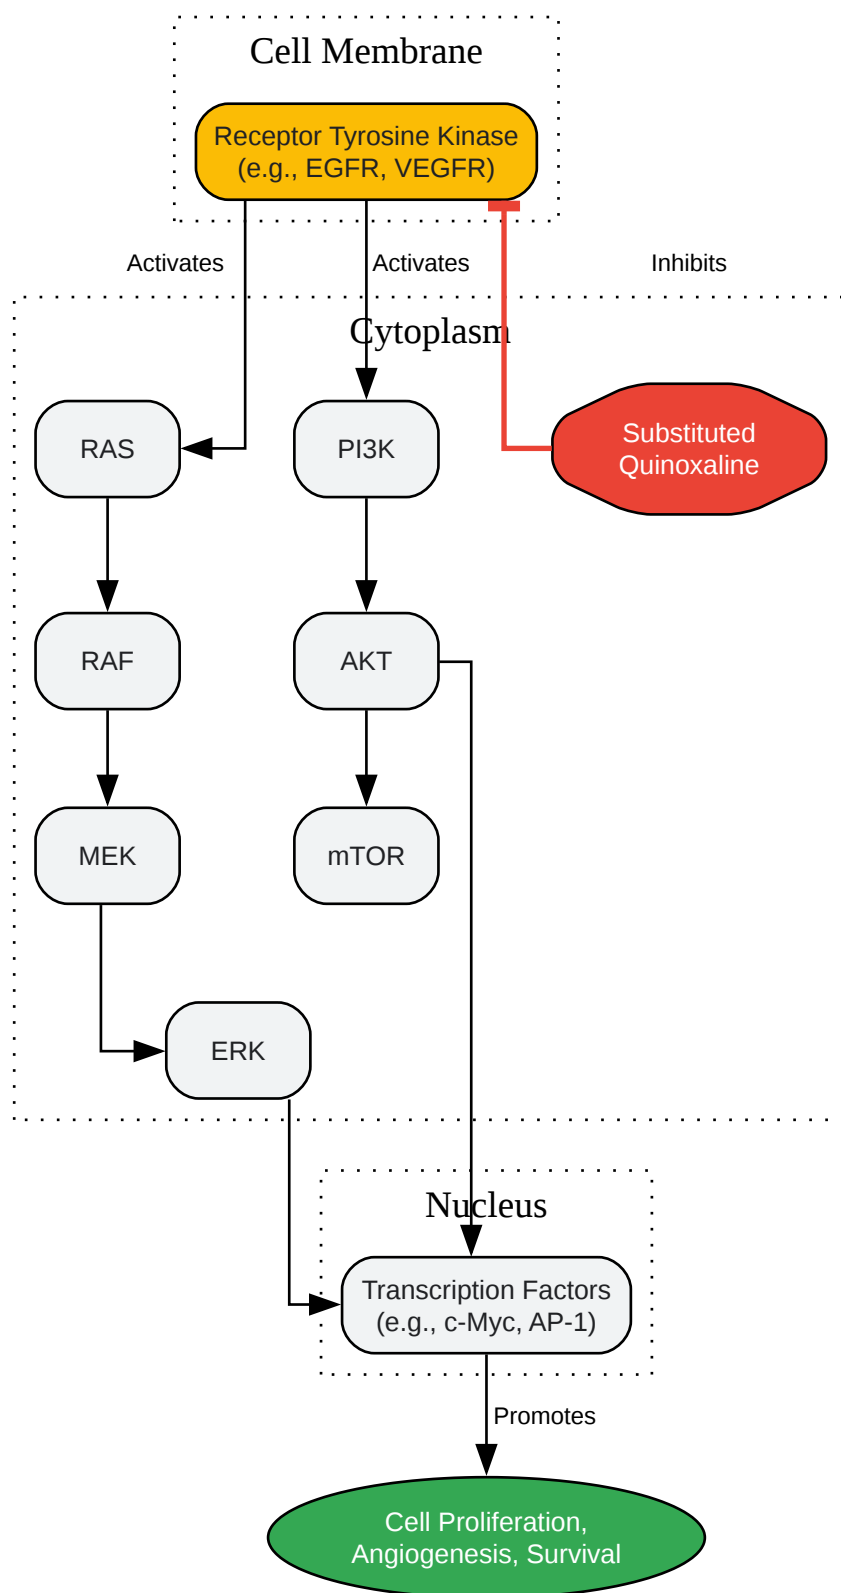 Cell Membrane
Receptor Tyrosine Kinase
(e.g., EGFR, VEGFR)
Activates
Activates
Inhibits
Cytoplasm
RAS
PI3K
Substituted
Quinoxaline
RAF
AKT
MEK
mTOR
ERK
Nucleus
Transcription Factors
(e.g., c-Myc, AP-1)
Promotes
Cell Proliferation,
Angiogenesis, Survival